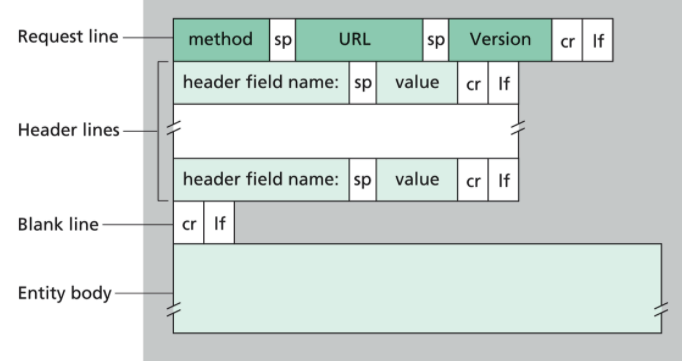 Request line method sp URL sp Version cr lf
header field name: sp value cr lf
Header lines
header field name: sp value cr lf
Blank line cr lf
Entity body